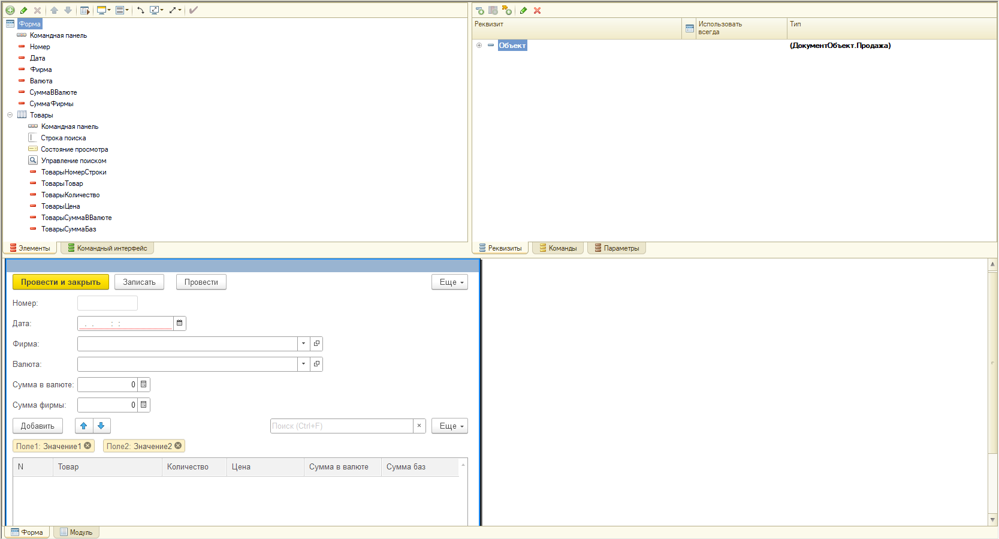 Форма
Командная панель
Номер
Дата
Фирма
Валюта
СуммаВВалюте
СуммаФирмы
Товары
Командная панель
Строка поиска
Состояние просмотра
Управление поиском
ТоварыНомерСтроки
ТоварыТовар
ТоварыКоличество
ТоварыЦена
ТоварыСуммаВВалюте
ТоварыСуммаБаз
Элементы Командный интерфейс
Реквизит Использовать всегда Тип
Объект (ДокументОбъект.Продажа)
Реквизиты Команды Параметры
Провести и закрыть Записать Провести Еще
Номер:
Дата: . . : :
Фирма:
Валюта:
Сумма в валюте: 0
Сумма фирмы: 0
Добавить Поиск (Ctrl+F) × Еще
Поле1: Значение1 Поле2: Значение2
N Товар Количество Цена Сумма в валюте Сумма баз
Форма Модуль